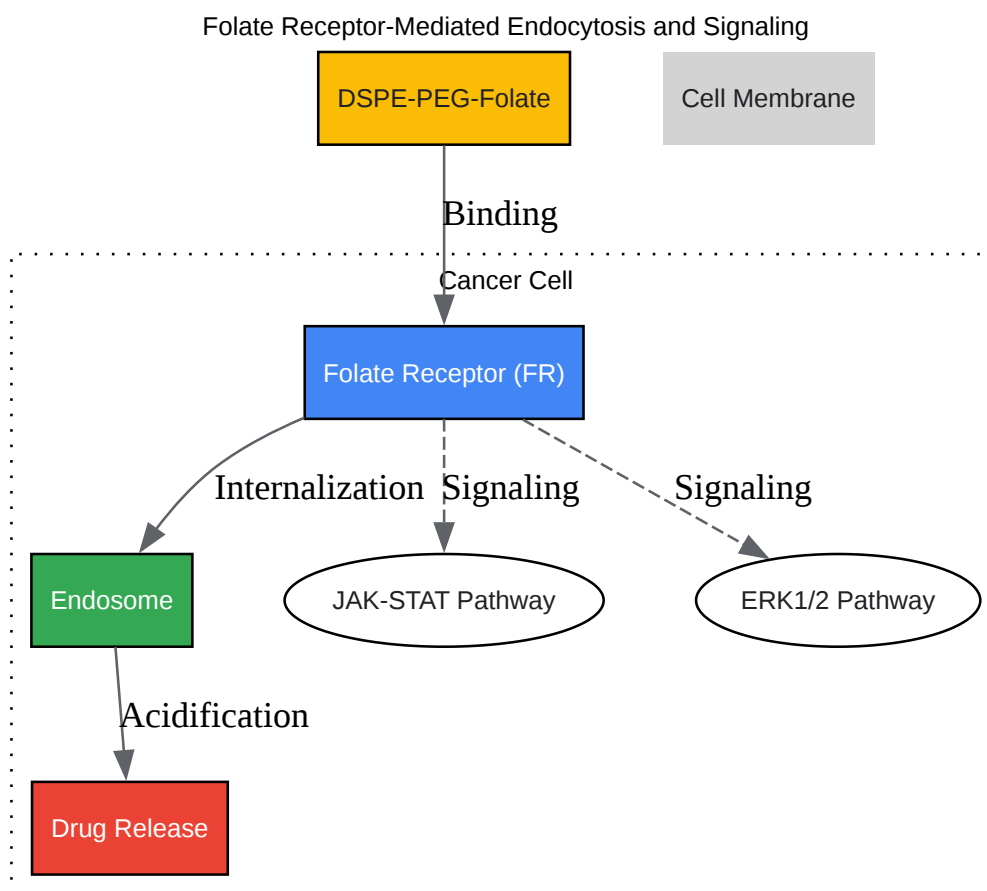 Folate Receptor-Mediated Endocytosis and Signaling
DSPE-PEG-Folate
Cell Membrane
Binding
Cancer Cell
Folate Receptor (FR)
Internalization
Signaling
Signaling
Endosome
JAK-STAT Pathway
ERK1/2 Pathway
Acidification
Drug Release